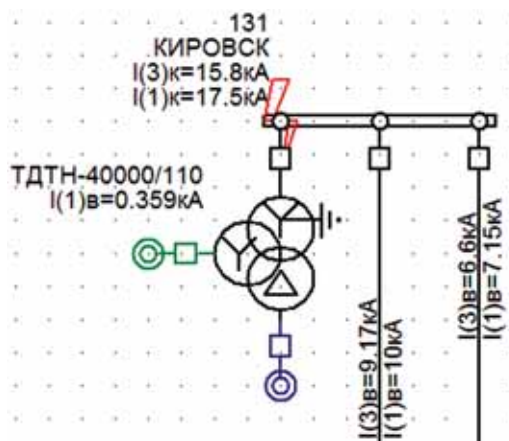 131
КИРОВСК
I(3)к=15.8кА
I(1)к=17.5кА
ТДТН-40000/110
I(1)в=0.359кА
I(3)в=9.17кА
I(1)в=10кА
I(3)в=6.6кА
I(1)в=7.15кА